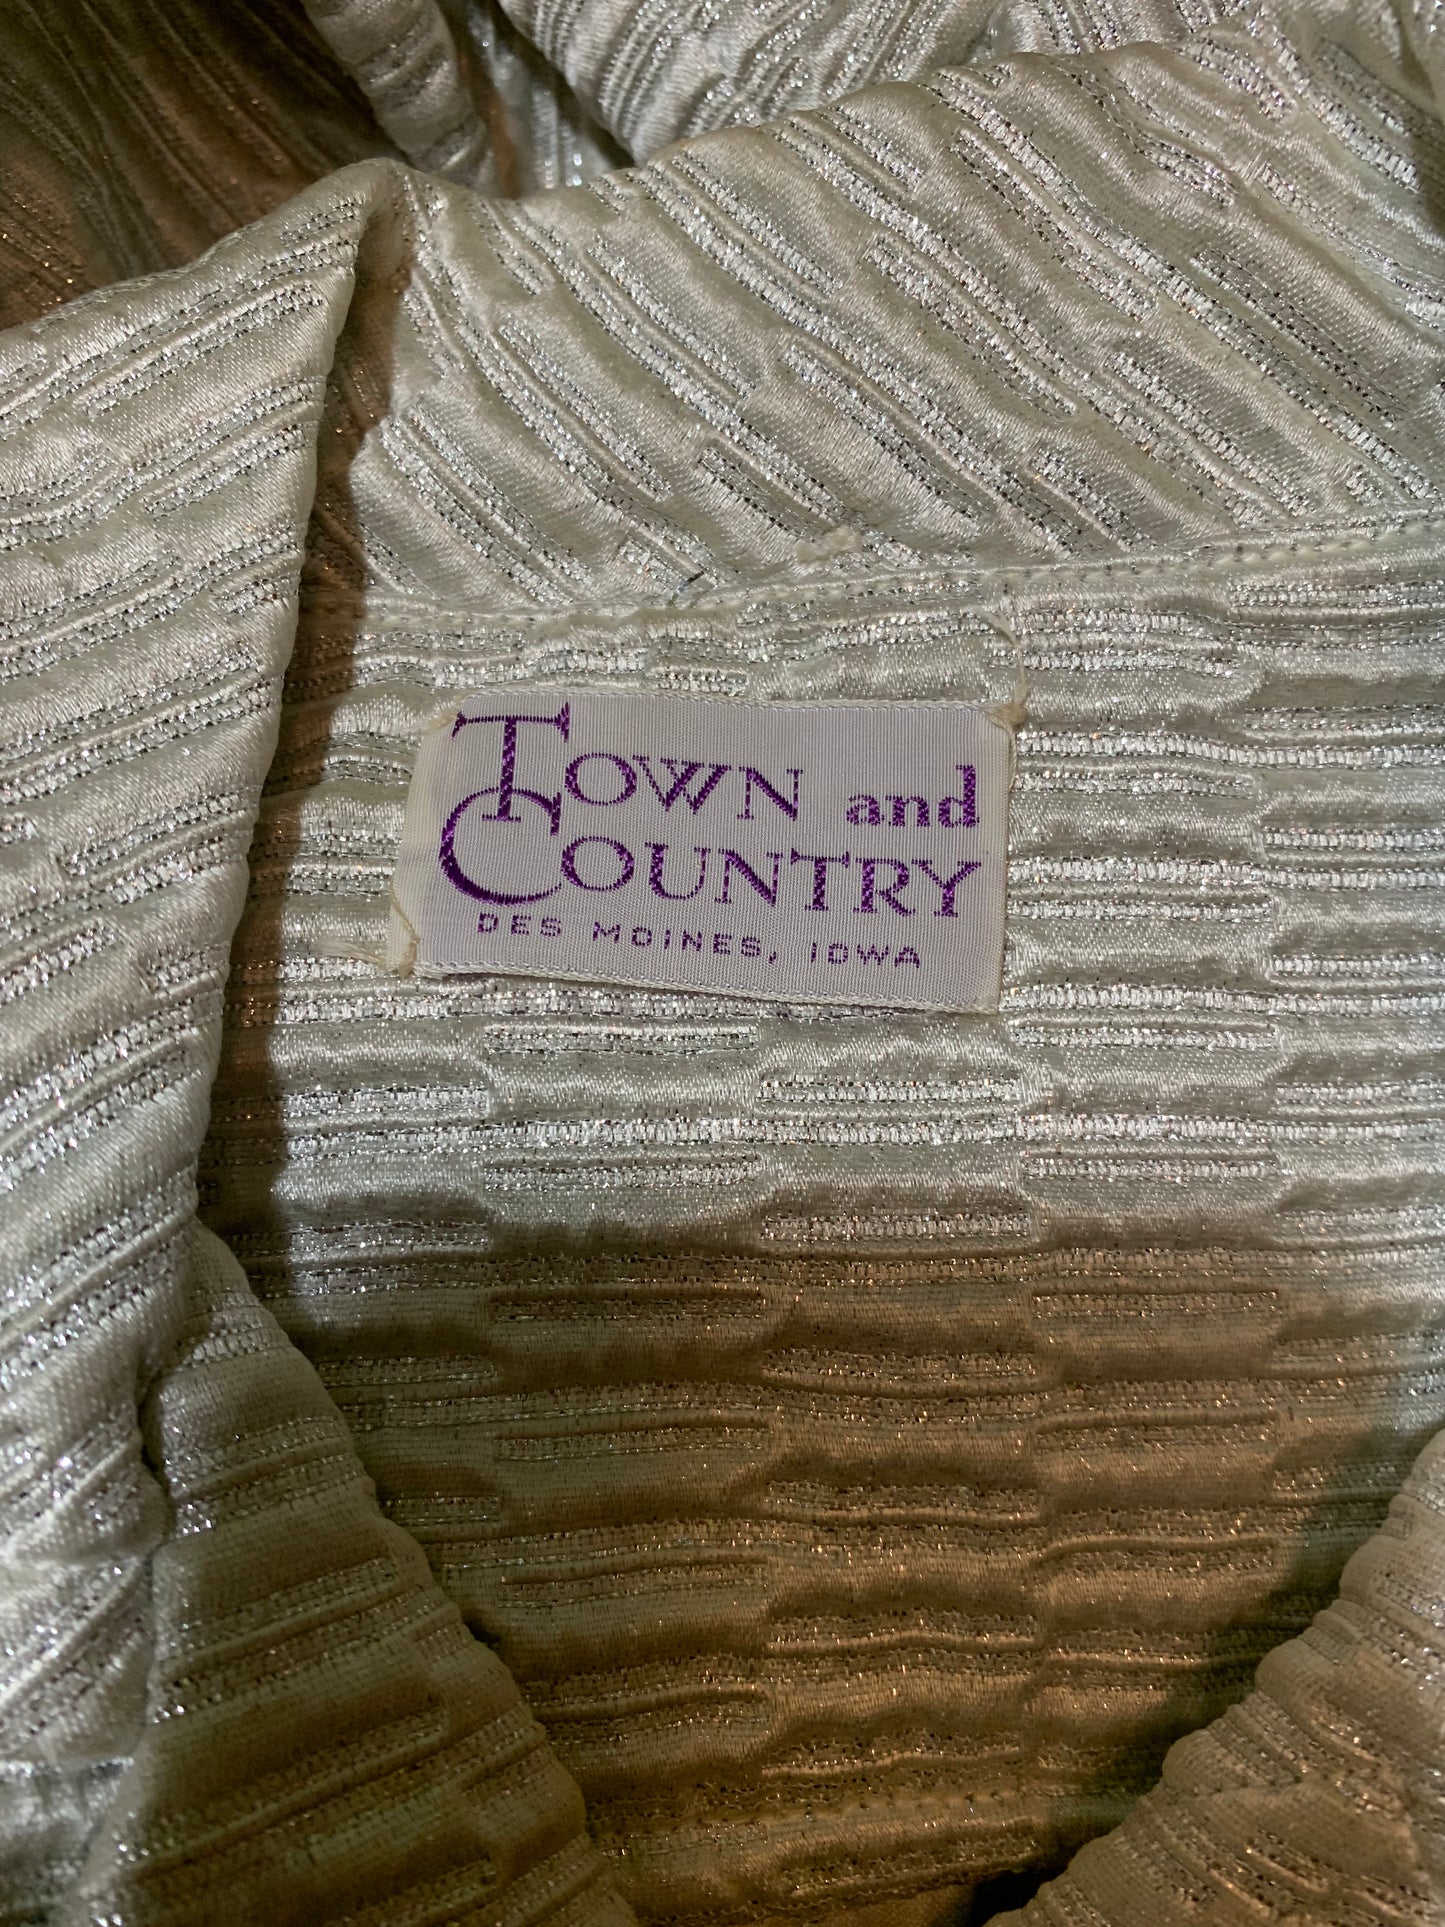 TOWN and
COUNTRY
DES MOINES, IOWA